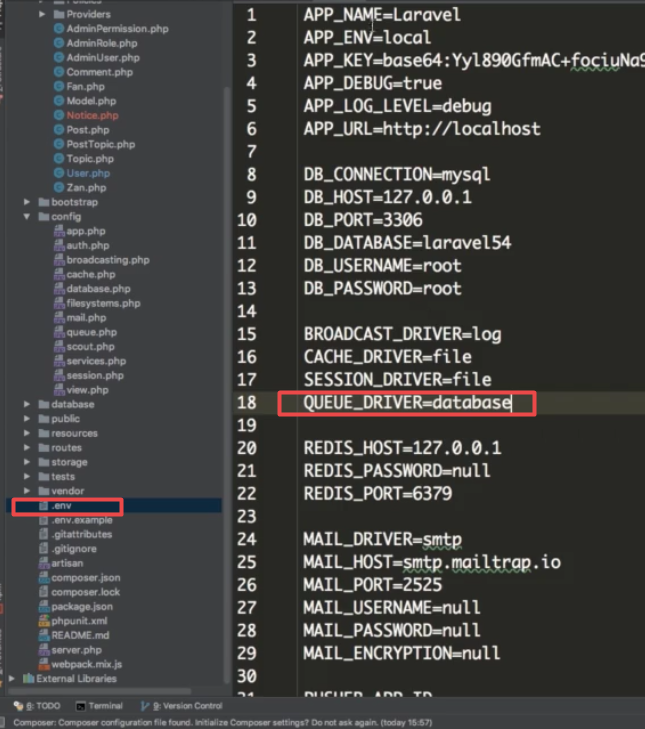 Policies
Providers
AdminPermission.php
AdminRole.php
AdminUser.php
Comment.php
Fan.php
Model.php
Notice.php
Post.php
PostTopic.php
Topic.php
User.php
Zan.php
bootstrap
config
app.php
auth.php
broadcasting.php
cache.php
database.php
filesystems.php
mail.php
queue.php
scout.php
services.php
session.php
view.php
database
public
resources
routes
storage
tests
vendor
.env
.env.example
.gitattributes
.gitignore
artisan
composer.json
composer.lock
package.json
phpunit.xml
README.md
server.php
webpack.mix.js
External Libraries
1 APP_NAME=Laravel
2 APP_ENV=local
3 APP_KEY=base64:Yyl890GfmAC+fociuNa9
4 APP_DEBUG=true
5 APP_LOG_LEVEL=debug
6 APP_URL=http://localhost
7
8 DB_CONNECTION=mysql
9 DB_HOST=127.0.0.1
10 DB_PORT=3306
11 DB_DATABASE=laravel54
12 DB_USERNAME=root
13 DB_PASSWORD=root
14
15 BROADCAST_DRIVER=log
16 CACHE_DRIVER=file
17 SESSION_DRIVER=file
18 QUEUE_DRIVER=database
19
20 REDIS_HOST=127.0.0.1
21 REDIS_PASSWORD=null
22 REDIS_PORT=6379
23
24 MAIL_DRIVER=smtp
25 MAIL_HOST=smtp.mailtrap.io
26 MAIL_PORT=2525
27 MAIL_USERNAME=null
28 MAIL_PASSWORD=null
29 MAIL_ENCRYPTION=null
30
31 PUSHER_APP_ID
6: TODO Terminal 9: Version Control
Composer: Composer configuration file found. Initialize Composer settings? Do not ask again. (today 15:57)